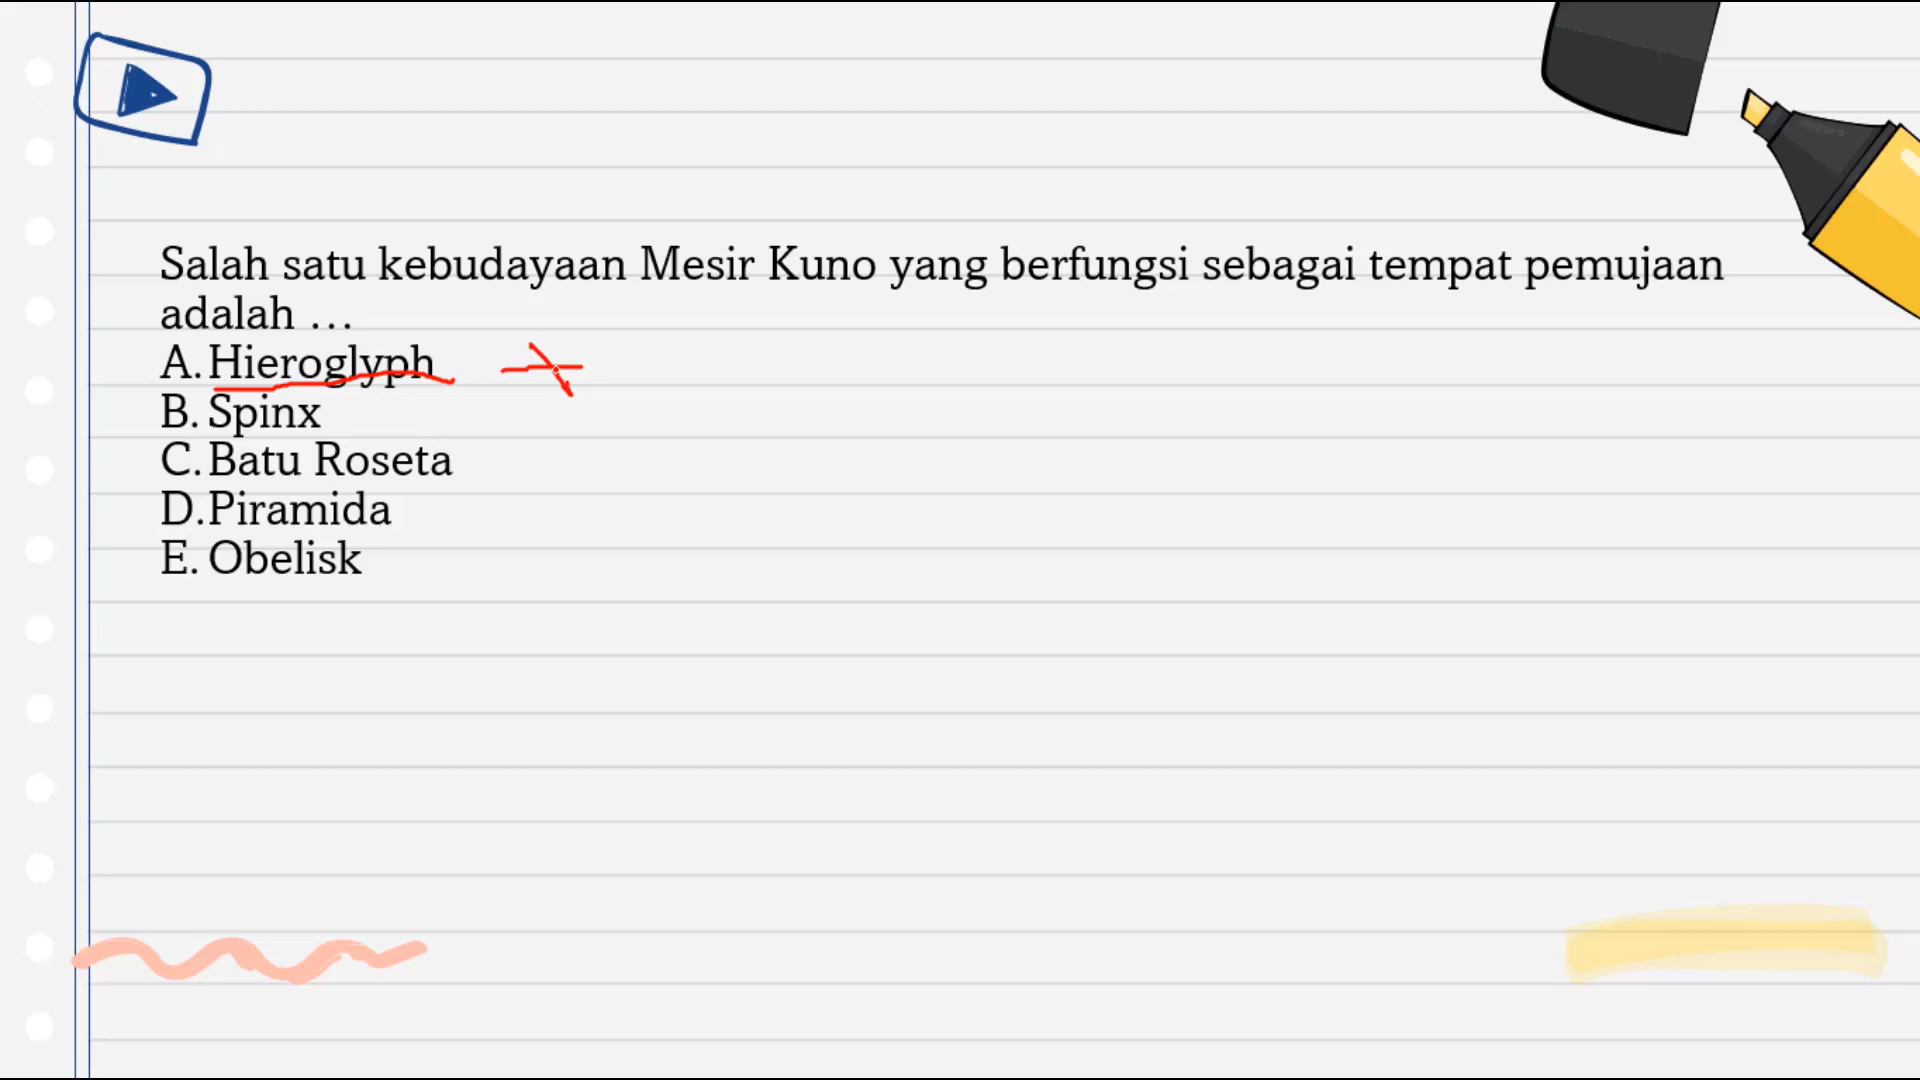 Salah satu kebudayaan Mesir Kuno yang berfungsi sebagai tempat pemujaan
adalah ...
A. Hieroglyph
B. Spinx
C. Batu Roseta
D. Piramida
E. Obelisk